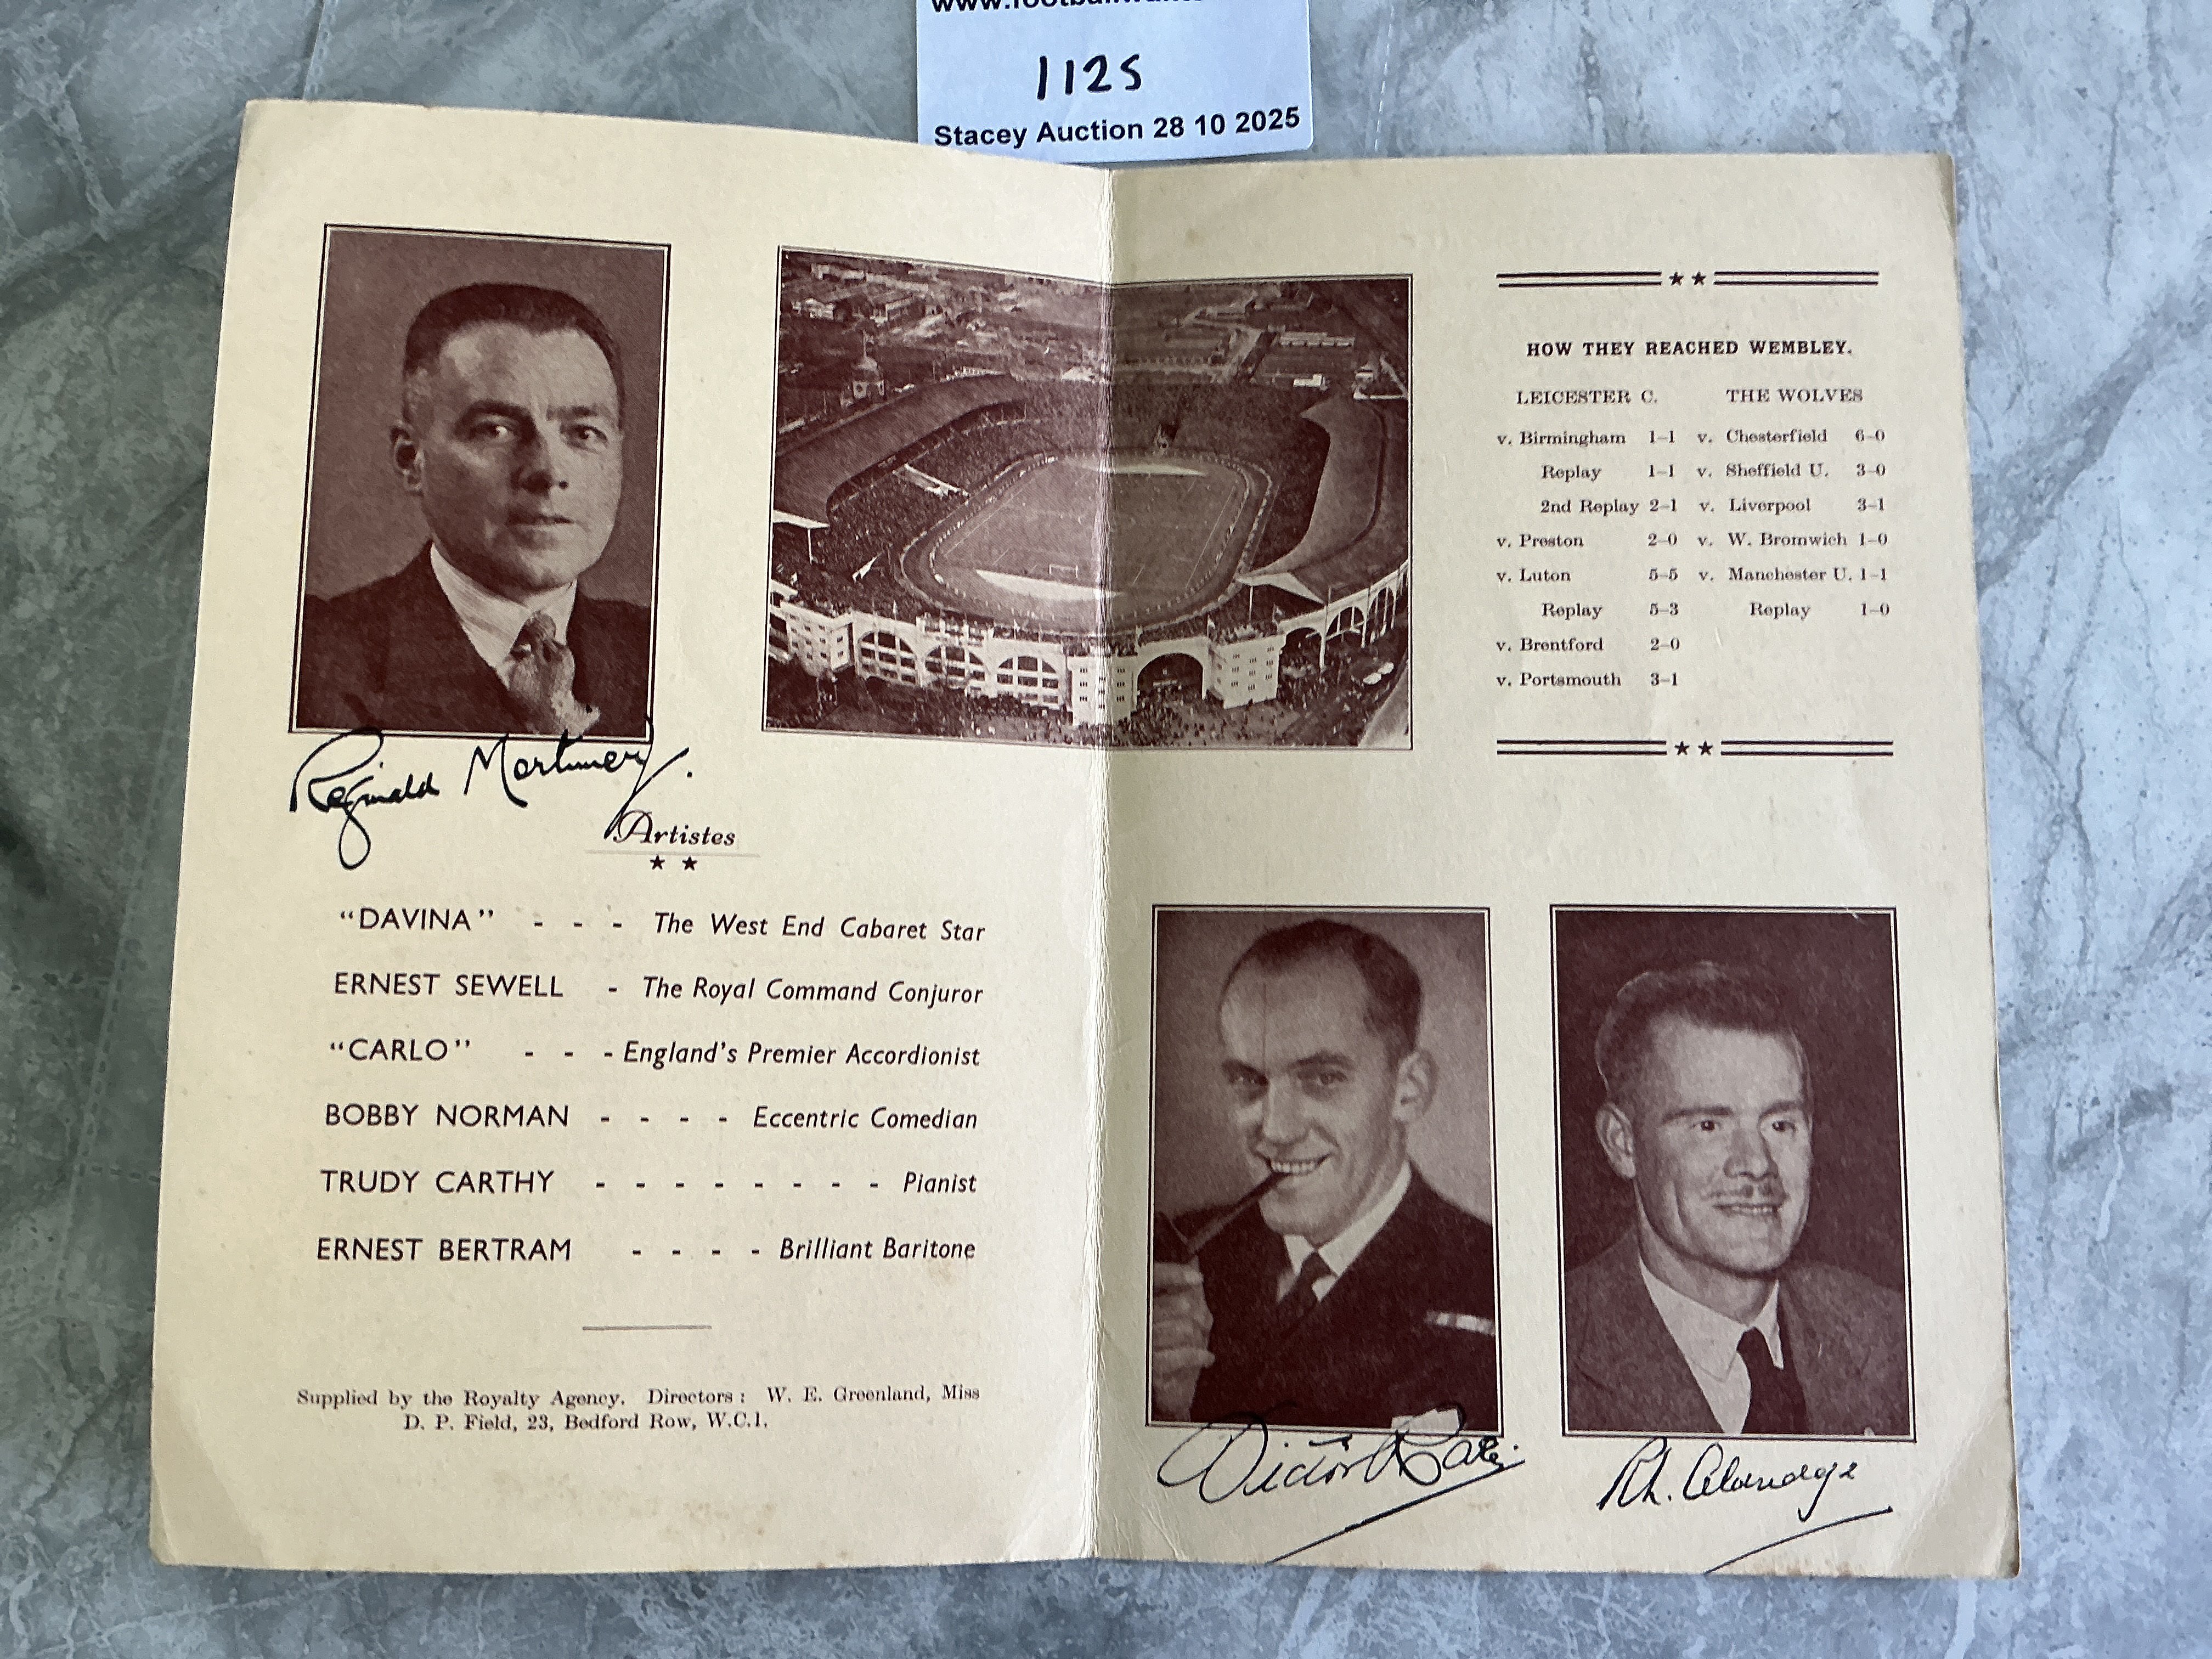 1125
Stacey Auction 28 10 2025
Reginald Mortimer.
Artistes
"DAVINA" - - - The West End Cabaret Star
ERNEST SEWELL - The Royal Command Conjuror
"CARLO" - - - England's Premier Accordionist
BOBBY NORMAN - - - - Eccentric Comedian
TRUDY CARTHY - - - - - - - - Pianist
ERNEST BERTRAM - - - - Brilliant Baritone
Supplied by the Royalty Agency. Directors: W. E. Greenland, Miss
D. P. Field, 23, Bedford Row, W.C.1.
HOW THEY REACHED WEMBLEY.
LEICESTER C. THE WOLVES
v. Birmingham 1-1 v. Chesterfield 6-0
Replay 1-1 v. Sheffield U. 3-0
2nd Replay 2-1 v. Liverpool 3-1
v. Preston 2-0 v. W. Bromwich 1-0
v. Luton 5-5 v. Manchester U. 1-1
Replay 5-3 Replay 1-0
v. Brentford 2-0
v. Portsmouth 3-1
Victor